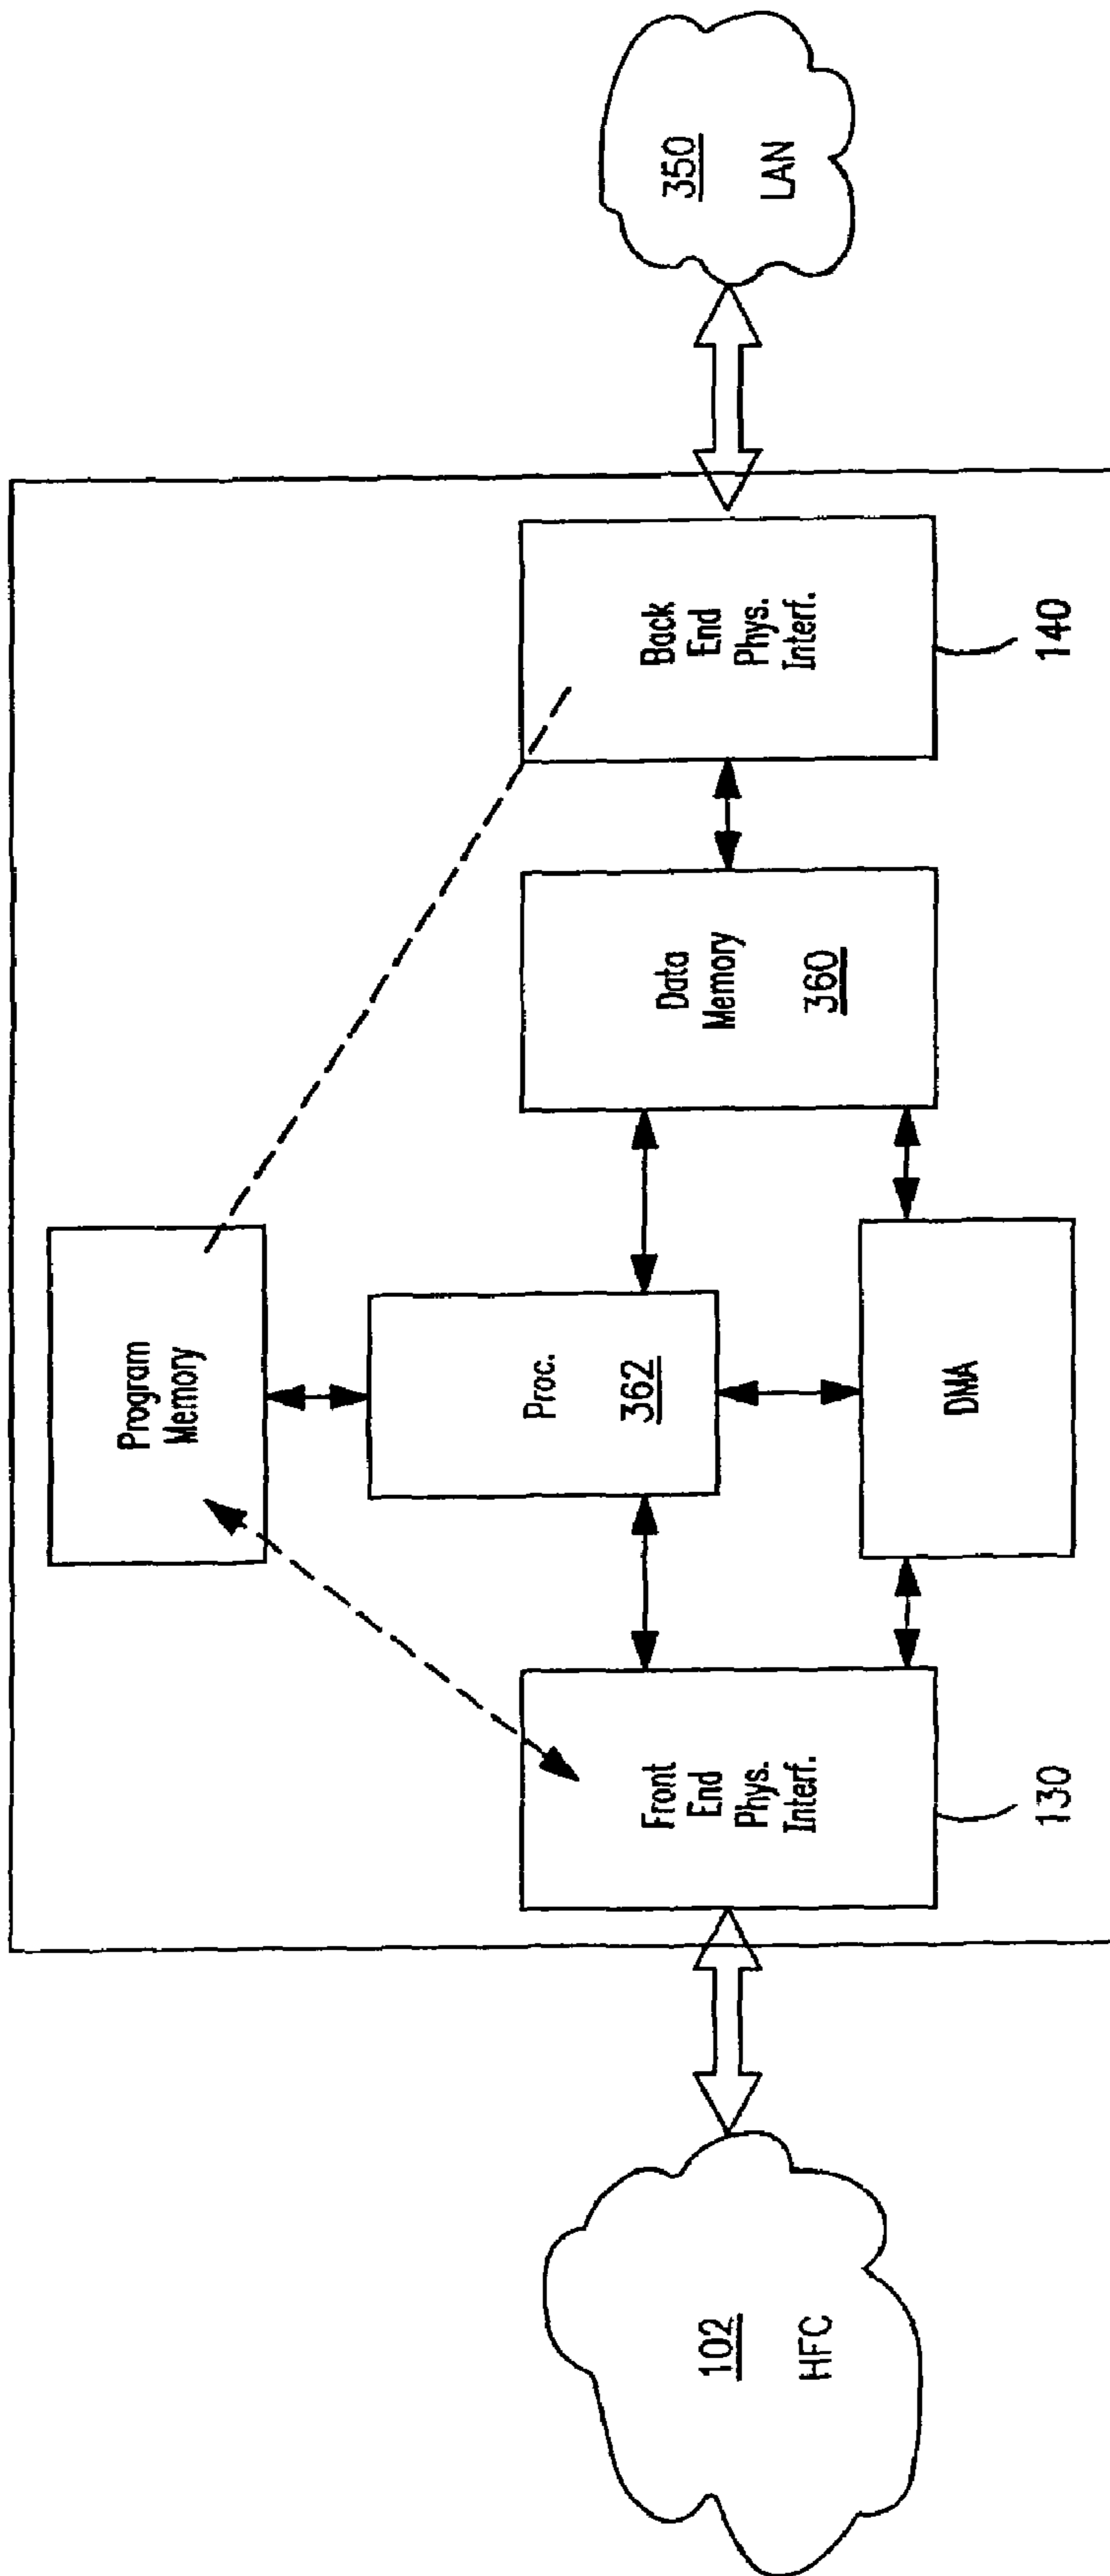 Program
Memory
102
HFC
Front
End
Phys.
Interf.
130
Proc.
362
DMA
Data
Memory
360
Back
End
Phys.
Interf.
140
350
LAN